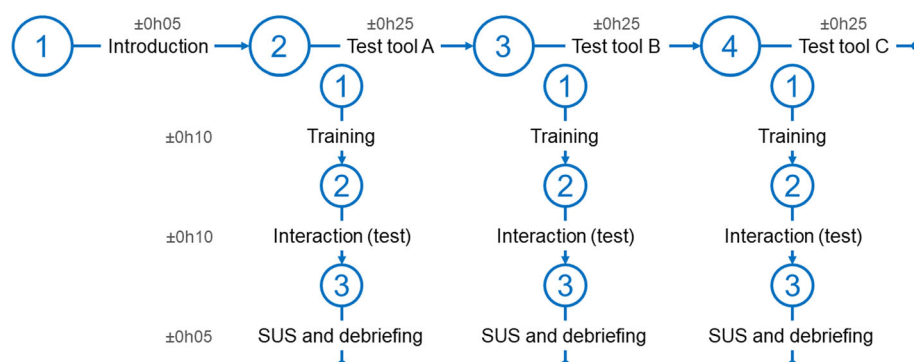 ±0h05 ±0h25 ±0h25 ±0h25
1 Introduction 2 Test tool A 3 Test tool B 4 Test tool C
1 1 1
±0h10 Training Training Training
2 2 2
±0h10 Interaction (test) Interaction (test) Interaction (test)
3 3 3
±0h05 SUS and debriefing SUS and debriefing SUS and debriefing